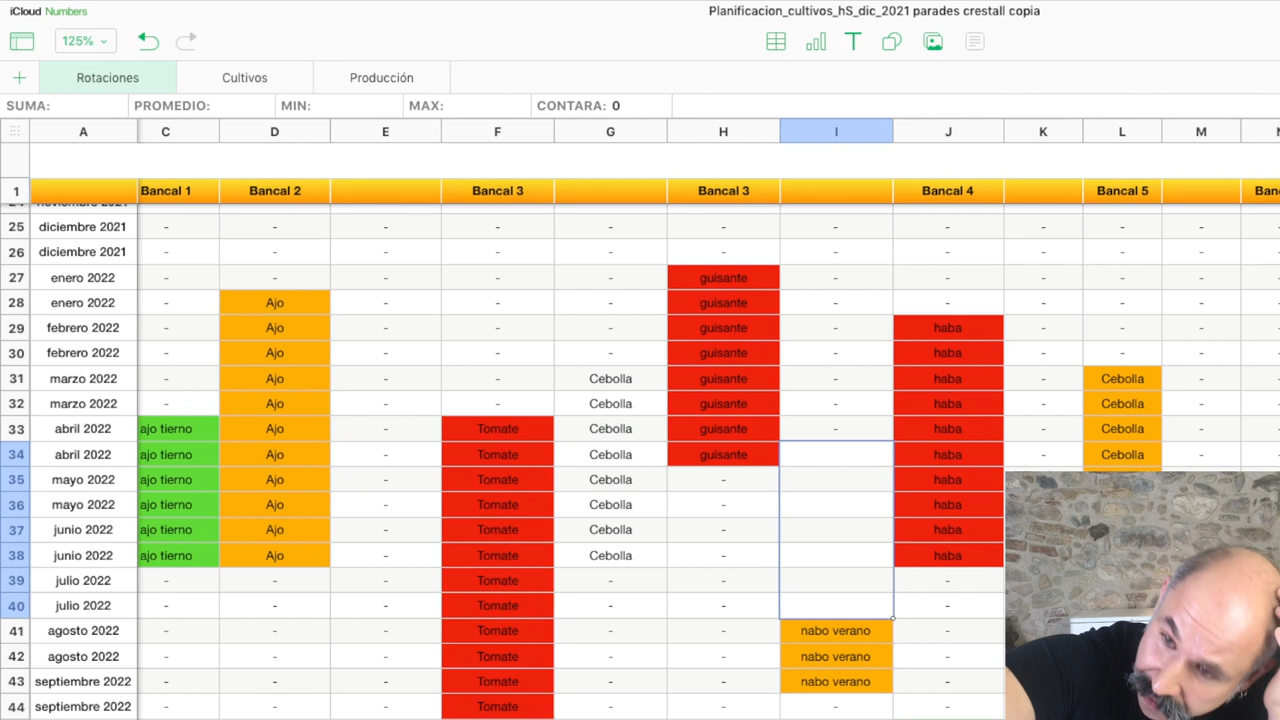 iCloud Numbers
Planificacion_cultivos_hS_dic_2021 parades crestall copia
125%
Rotaciones Cultivos Producción
SUMA: PROMEDIO: MIN: MAX: CONTARA: 0
A C D E F G H I J K L M
1 Bancal 1 Bancal 2 Bancal 3 Bancal 3 Bancal 4 Bancal 5
25 diciembre 2021 - - - - - - - - - - -
26 diciembre 2021 - - - - - - - - - - -
27 enero 2022 - - - - - guisante - - - - -
28 enero 2022 - Ajo - - - guisante - - - - -
29 febrero 2022 - Ajo - - - guisante - haba - - -
30 febrero 2022 - Ajo - - - guisante - haba - - -
31 marzo 2022 - Ajo - - Cebolla guisante - haba - Cebolla -
32 marzo 2022 - Ajo - - Cebolla guisante - haba - Cebolla -
33 abril 2022 ajo tierno Ajo - Tomate Cebolla guisante - haba - Cebolla -
34 abril 2022 ajo tierno Ajo - Tomate Cebolla guisante haba - Cebolla -
35 mayo 2022 ajo tierno Ajo - Tomate Cebolla - haba
36 mayo 2022 ajo tierno Ajo - Tomate Cebolla - haba
37 junio 2022 ajo tierno Ajo - Tomate Cebolla - haba
38 junio 2022 ajo tierno Ajo - Tomate Cebolla - haba
39 julio 2022 - - - Tomate - - -
40 julio 2022 - - - Tomate - - -
41 agosto 2022 - - - Tomate - - nabo verano -
42 agosto 2022 - - - Tomate - - nabo verano -
43 septiembre 2022 - - - Tomate - - nabo verano -
44 septiembre 2022 - - - Tomate - - - -